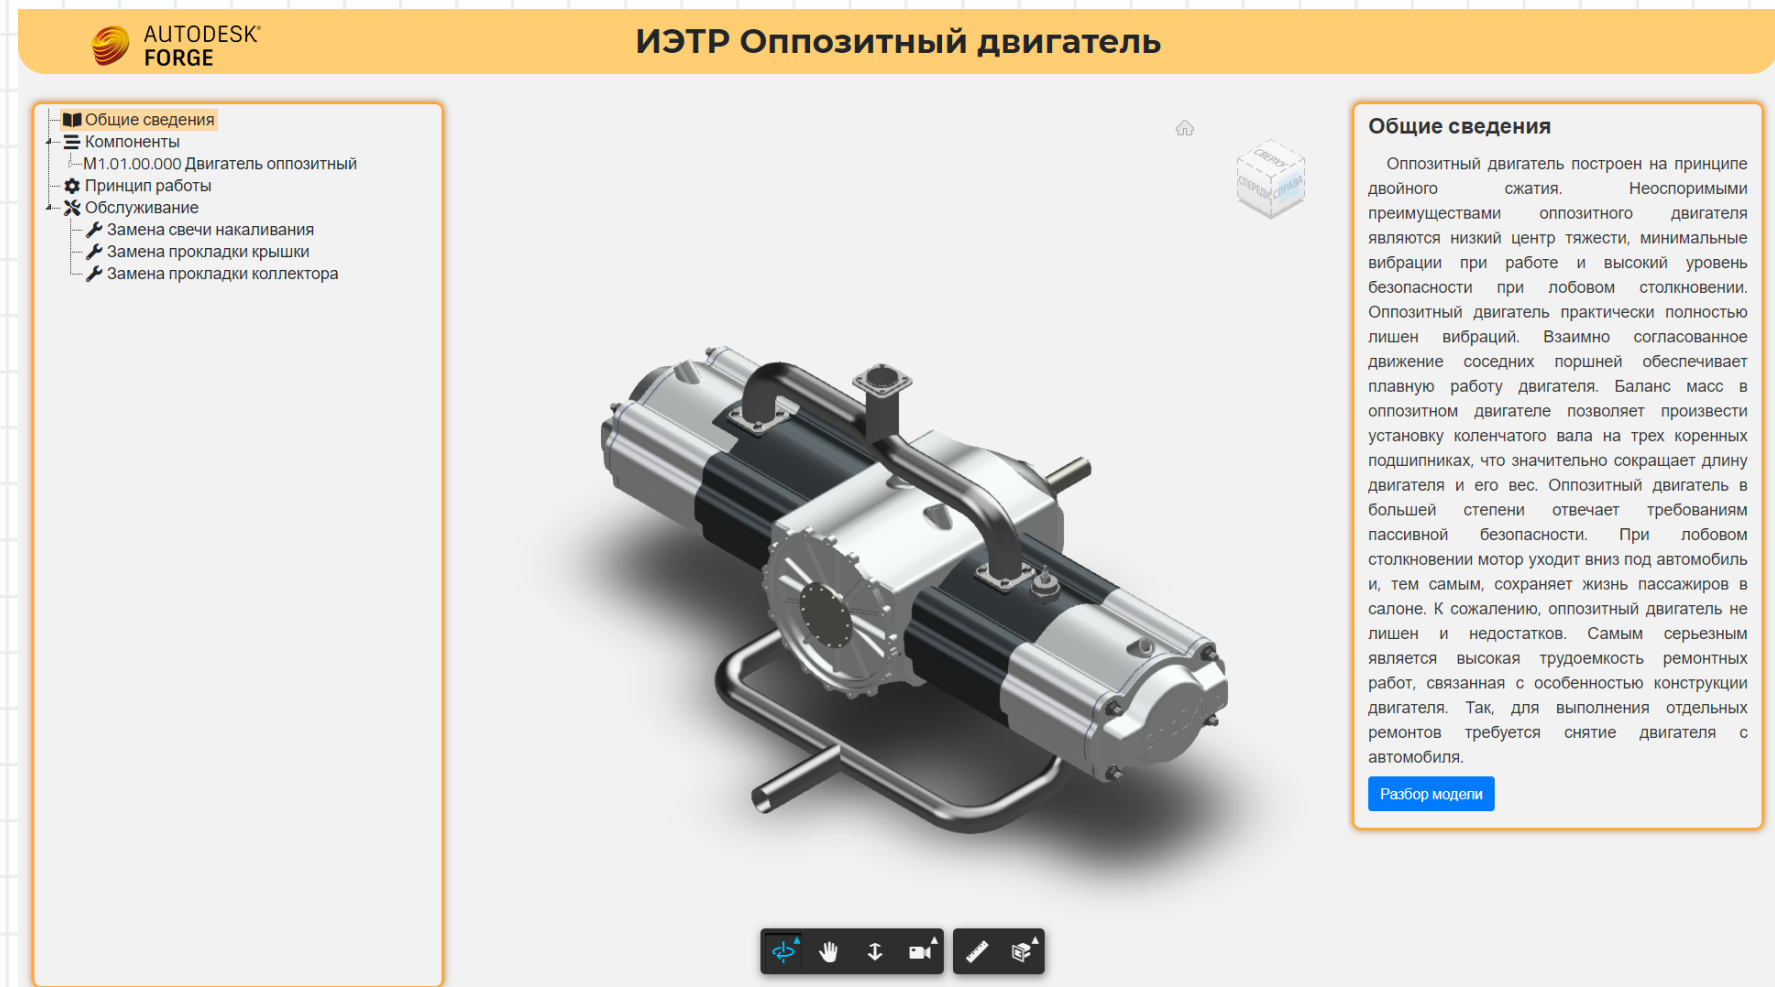 AUTODESK®
FORGE
ИЭТР Оппозитный двигатель
Общие сведения
Компоненты
М1.01.00.000 Двигатель оппозитный
Принцип работы
Обслуживание
Замена свечи накаливания
Замена прокладки крышки
Замена прокладки коллектора
СВЕРХУ
СПЕРЕДИ
СПРАВА
Общие сведения
Оппозитный двигатель построен на принципе
двойного сжатия. Неоспоримыми
преимуществами оппозитного двигателя
являются низкий центр тяжести, минимальные
вибрации при работе и высокий уровень
безопасности при лобовом столкновении.
Оппозитный двигатель практически полностью
лишен вибраций. Взаимно согласованное
движение соседних поршней обеспечивает
плавную работу двигателя. Баланс масс в
оппозитном двигателе позволяет произвести
установку коленчатого вала на трех коренных
подшипниках, что значительно сокращает длину
двигателя и его вес. Оппозитный двигатель в
большей степени отвечает требованиям
пассивной безопасности. При лобовом
столкновении мотор уходит вниз под автомобиль
и, тем самым, сохраняет жизнь пассажиров в
салоне. К сожалению, оппозитный двигатель не
лишен и недостатков. Самым серьезным
является высокая трудоемкость ремонтных
работ, связанная с особенностью конструкции
двигателя. Так, для выполнения отдельных
ремонтов требуется снятие двигателя с
автомобиля.
Разбор модели